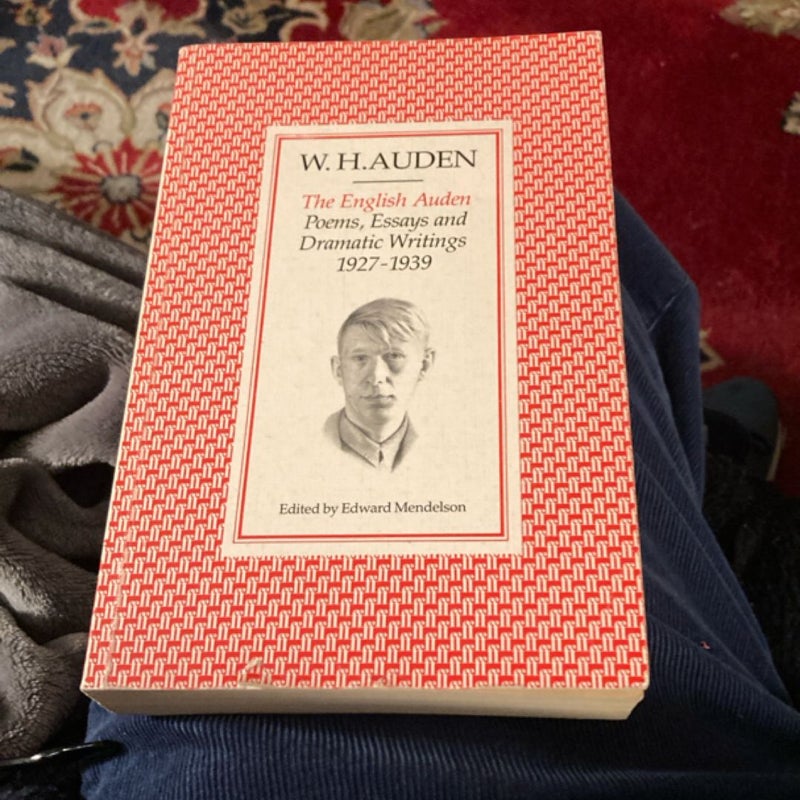 W. H. AUDEN
The English Auden
Poems, Essays and
Dramatic Writings
1927-1939
Edited by Edward Mendelson